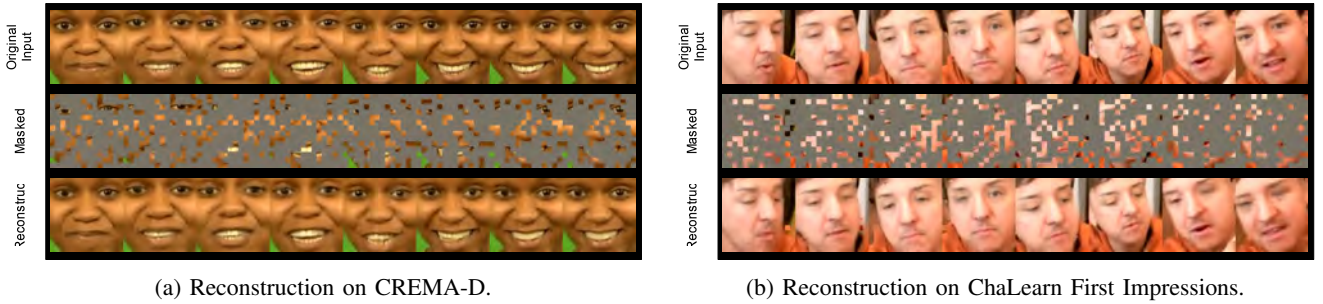 Original
Input
Masked
Reconstruc
(a) Reconstruction on CREMA-D.
Original
Input
Masked
Reconstruc
(b) Reconstruction on ChaLearn First Impressions.